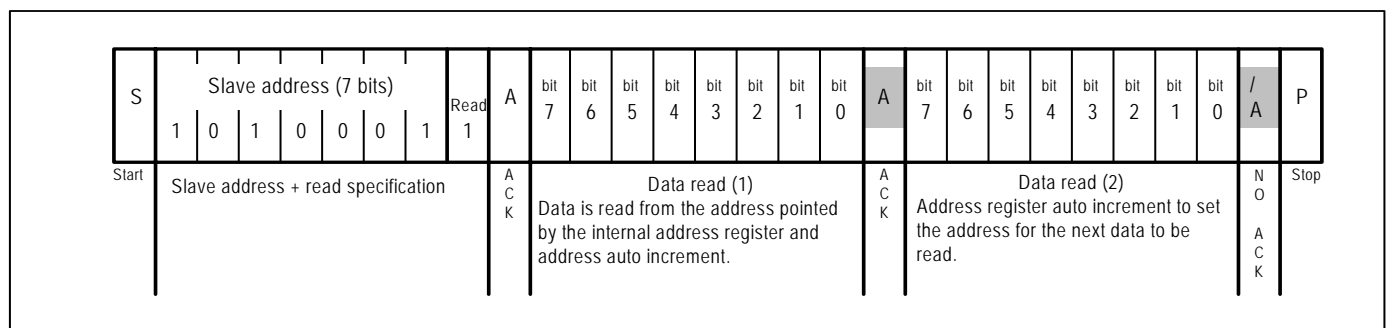 S
Slave address (7 bits)
1 0 1 0 0 0 1
Read
1
A
bit 7 bit 6 bit 5 bit 4 bit 3 bit 2 bit 1 bit 0
A
bit 7 bit 6 bit 5 bit 4 bit 3 bit 2 bit 1 bit 0
/
A
P
Start
Slave address + read specification
A
C
K
Data read (1)
Data is read from the address pointed
by the internal address register and
address auto increment.
A
C
K
Data read (2)
Address register auto increment to set
the address for the next data to be
read.
N
O
A
C
K
Stop